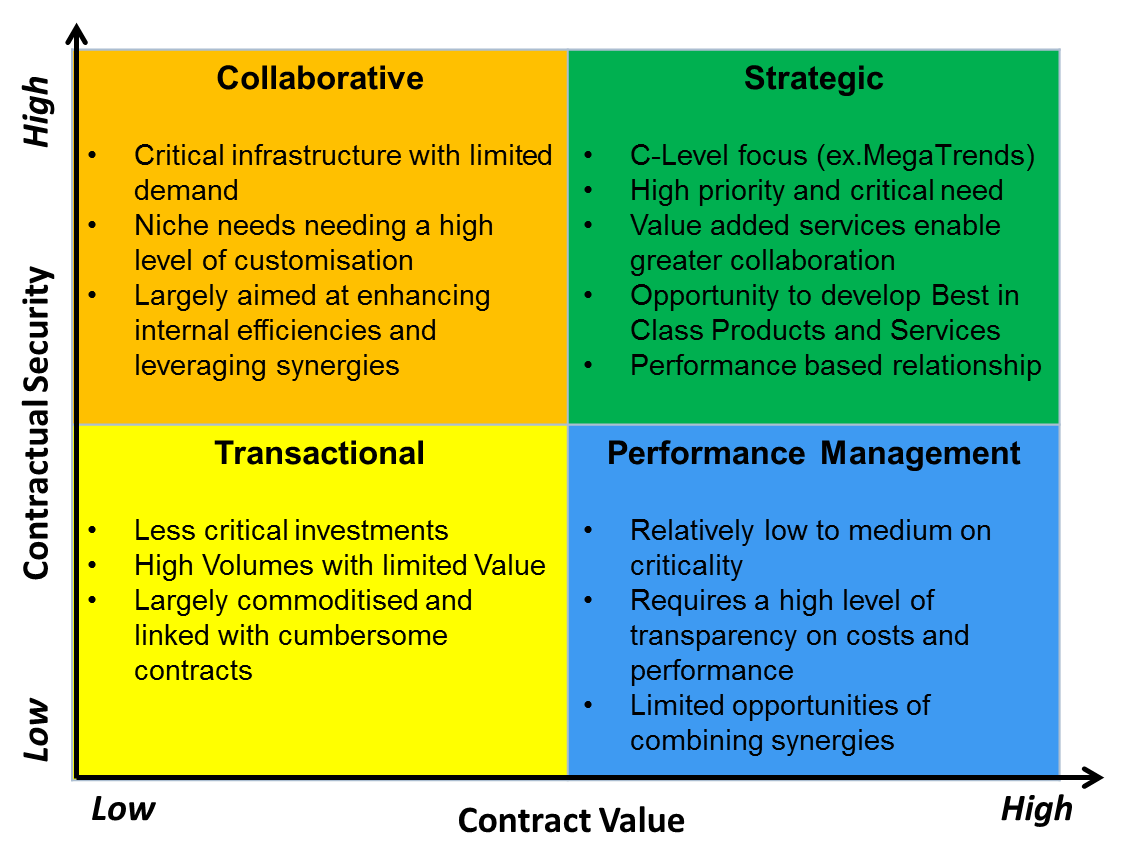 High
Contractual Security
Low
Collaborative
• Critical infrastructure with limited
demand
• Niche needs needing a high
level of customisation
• Largely aimed at enhancing
internal efficiencies and
leveraging synergies
Strategic
• C-Level focus (ex.MegaTrends)
• High priority and critical need
• Value added services enable
greater collaboration
• Opportunity to develop Best in
Class Products and Services
• Performance based relationship
Transactional
• Less critical investments
• High Volumes with limited Value
• Largely commoditised and
linked with cumbersome
contracts
Performance Management
• Relatively low to medium on
criticality
• Requires a high level of
transparency on costs and
performance
• Limited opportunities of
combining synergies
Low
Contract Value
High